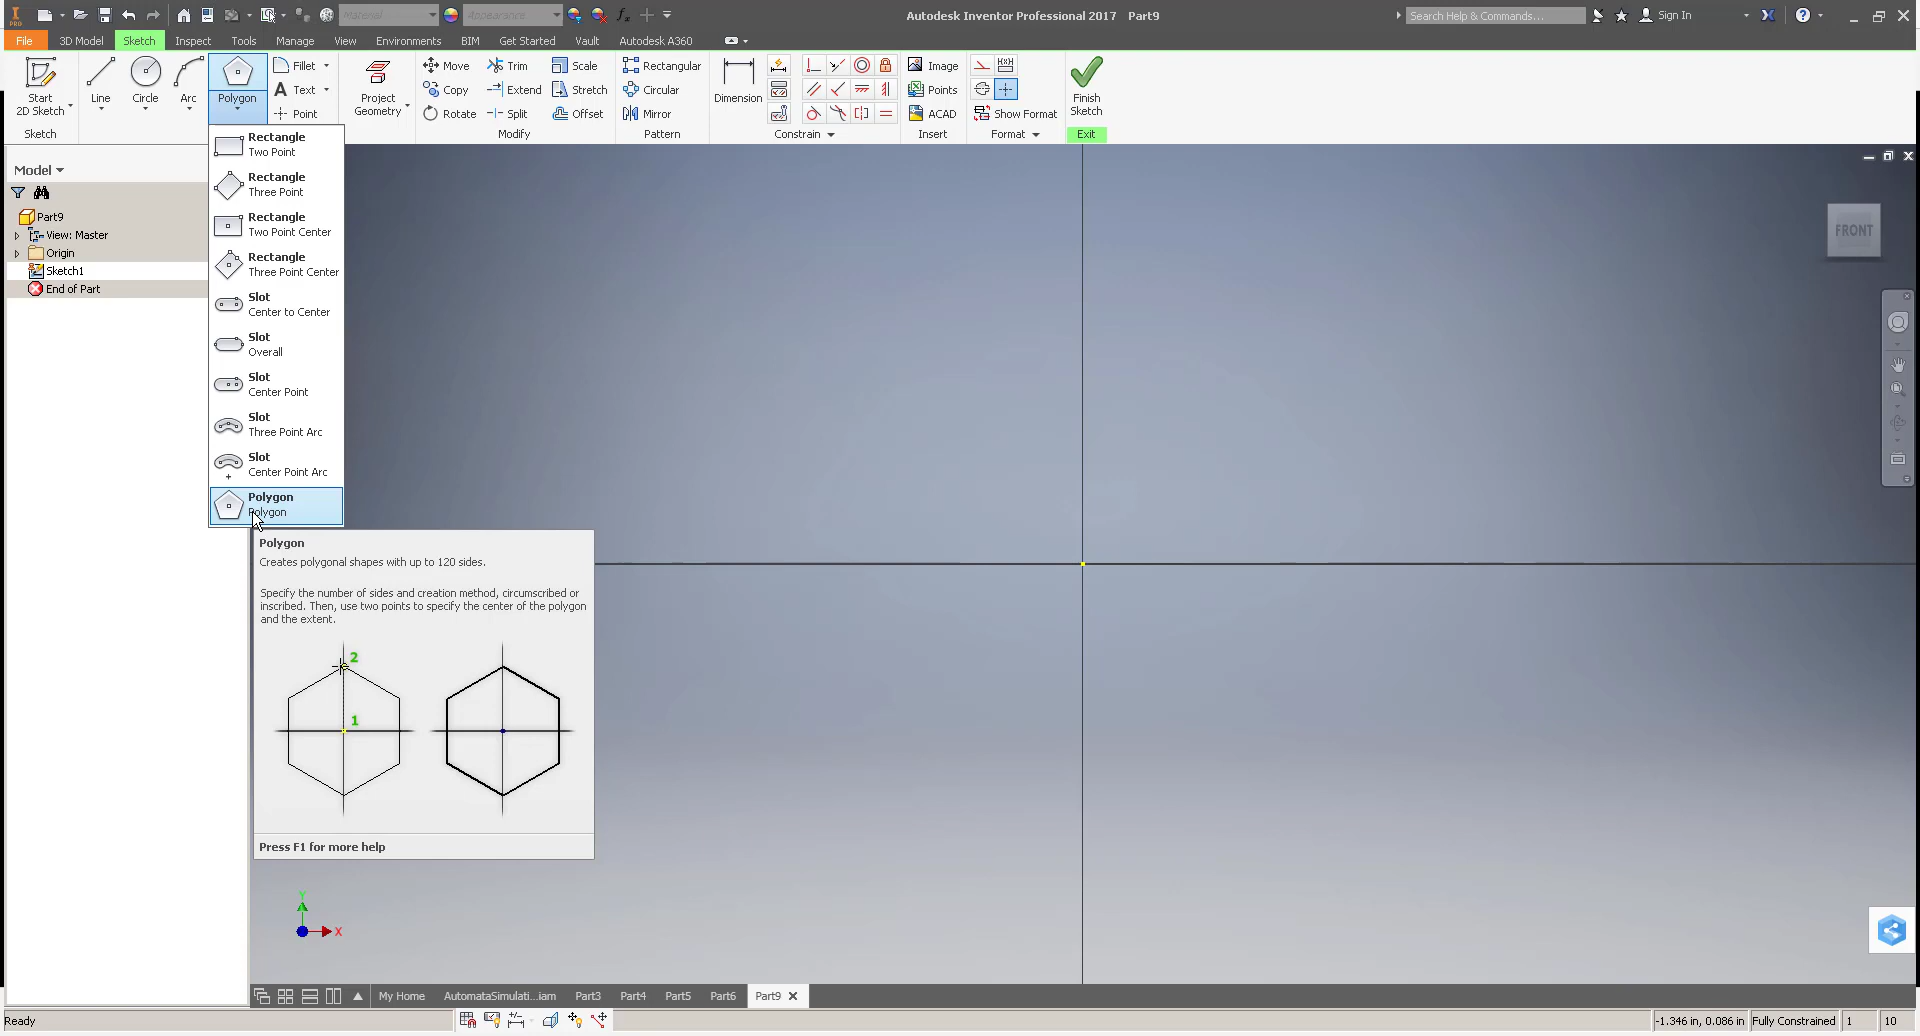 Material
Appearance
Autodesk Inventor Professional 2017 Part9
Search Help & Commands...
Sign In
PRO
File
3D Model
Sketch
Inspect
Tools
Manage
View
Environments
BIM
Get Started
Vault
Autodesk A360
Start
2D Sketch
Line
Circle
Arc
Polygon
Fillet
Text
Point
Project
Geometry
Move
Copy
Rotate
Trim
Extend
Split
Scale
Stretch
Offset
Rectangular
Circular
Mirror
Dimension
Image
Points
ACAD
Show Format
Finish
Sketch
Sketch
Modify
Pattern
Constrain
Insert
Format
Exit
Model
Part9
View: Master
Origin
Sketch1
End of Part
Rectangle
Two Point
Rectangle
Three Point
Rectangle
Two Point Center
Rectangle
Three Point Center
Slot
Center to Center
Slot
Overall
Slot
Center Point
Slot
Three Point Arc
Slot
Center Point Arc
Polygon
Polygon
Polygon
Creates polygonal shapes with up to 120 sides.
Specify the number of sides and creation method, circumscribed or
inscribed. Then, use two points to specify the center of the polygon
and the extent.
2
1
Press F1 for more help
FRONT
Y
X
My Home
AutomataSimulati...iam
Part3
Part4
Part5
Part6
Part9
Ready
-1.346 in, 0.086 in
Fully Constrained
1
10